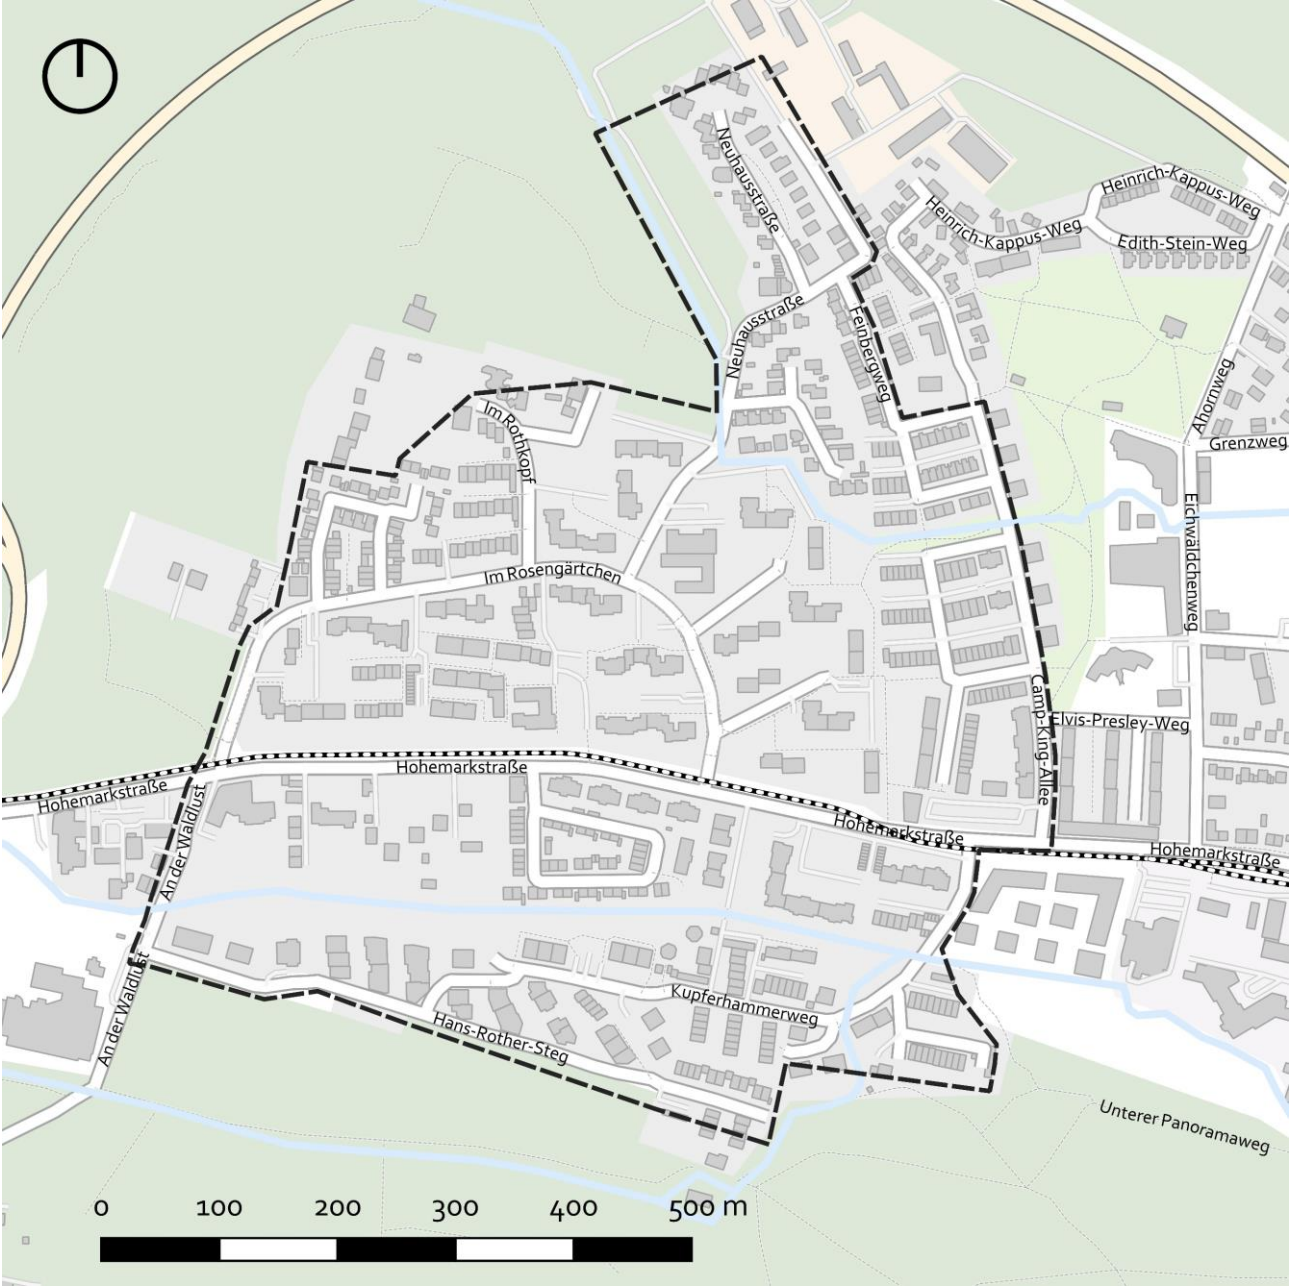 Neuhausstraße
Heinrich-Kappus-Weg
Heinrich-Kappus-Weg
Edith-Stein-Weg
Neuhausstraße
Feinbergweg
Ahornweg
Im Rothkopf
Grenzweg
Eichwäldchenweg
Im Rosengärtchen
Camp-King-Allee
Elvis-Presley-Weg
Hohemarkstraße
Hohemarkstraße
An der Waldlust
Hohemarkstraße
Hohemarkstraße
An der Waldlust
Kupferhammerweg
Hans-Rother-Steg
Unterer Panoramaweg
0 100 200 300 400 500 m